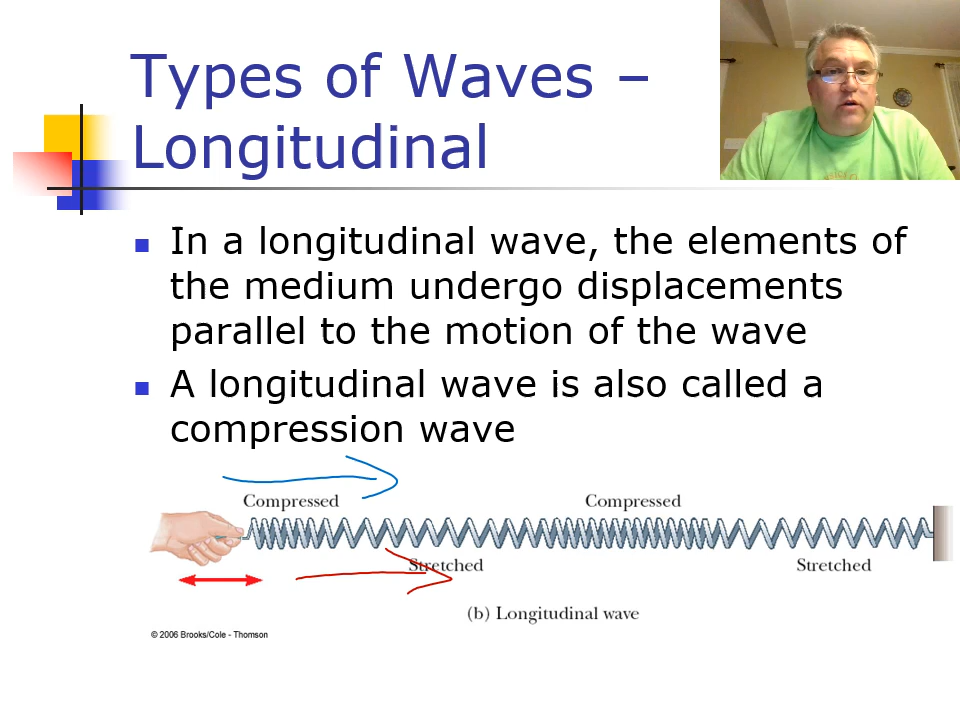 Types of Waves –
Longitudinal
In a longitudinal wave, the elements of
the medium undergo displacements
parallel to the motion of the wave
A longitudinal wave is also called a
compression wave
Compressed Compressed
Stretched Stretched
(b) Longitudinal wave
© 2006 Brooks/Cole - Thomson